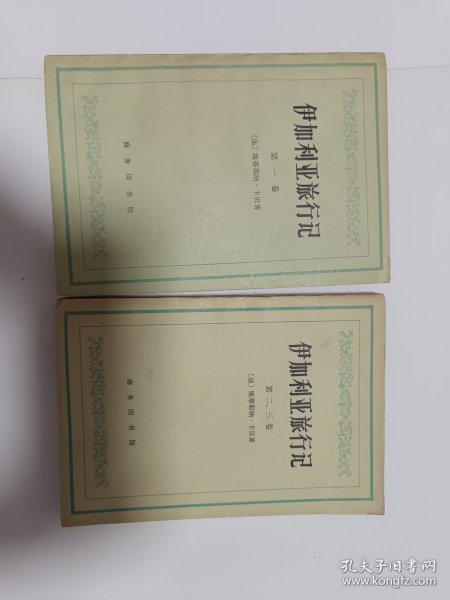 伊加利亚旅行记
第一卷
〔法〕埃蒂耶纳·卡贝著
商务印书馆
伊加利亚旅行记
第二、三卷
〔法〕埃蒂耶纳·卡贝著
商务印书馆
孔夫子旧书网
www.kongfz.com